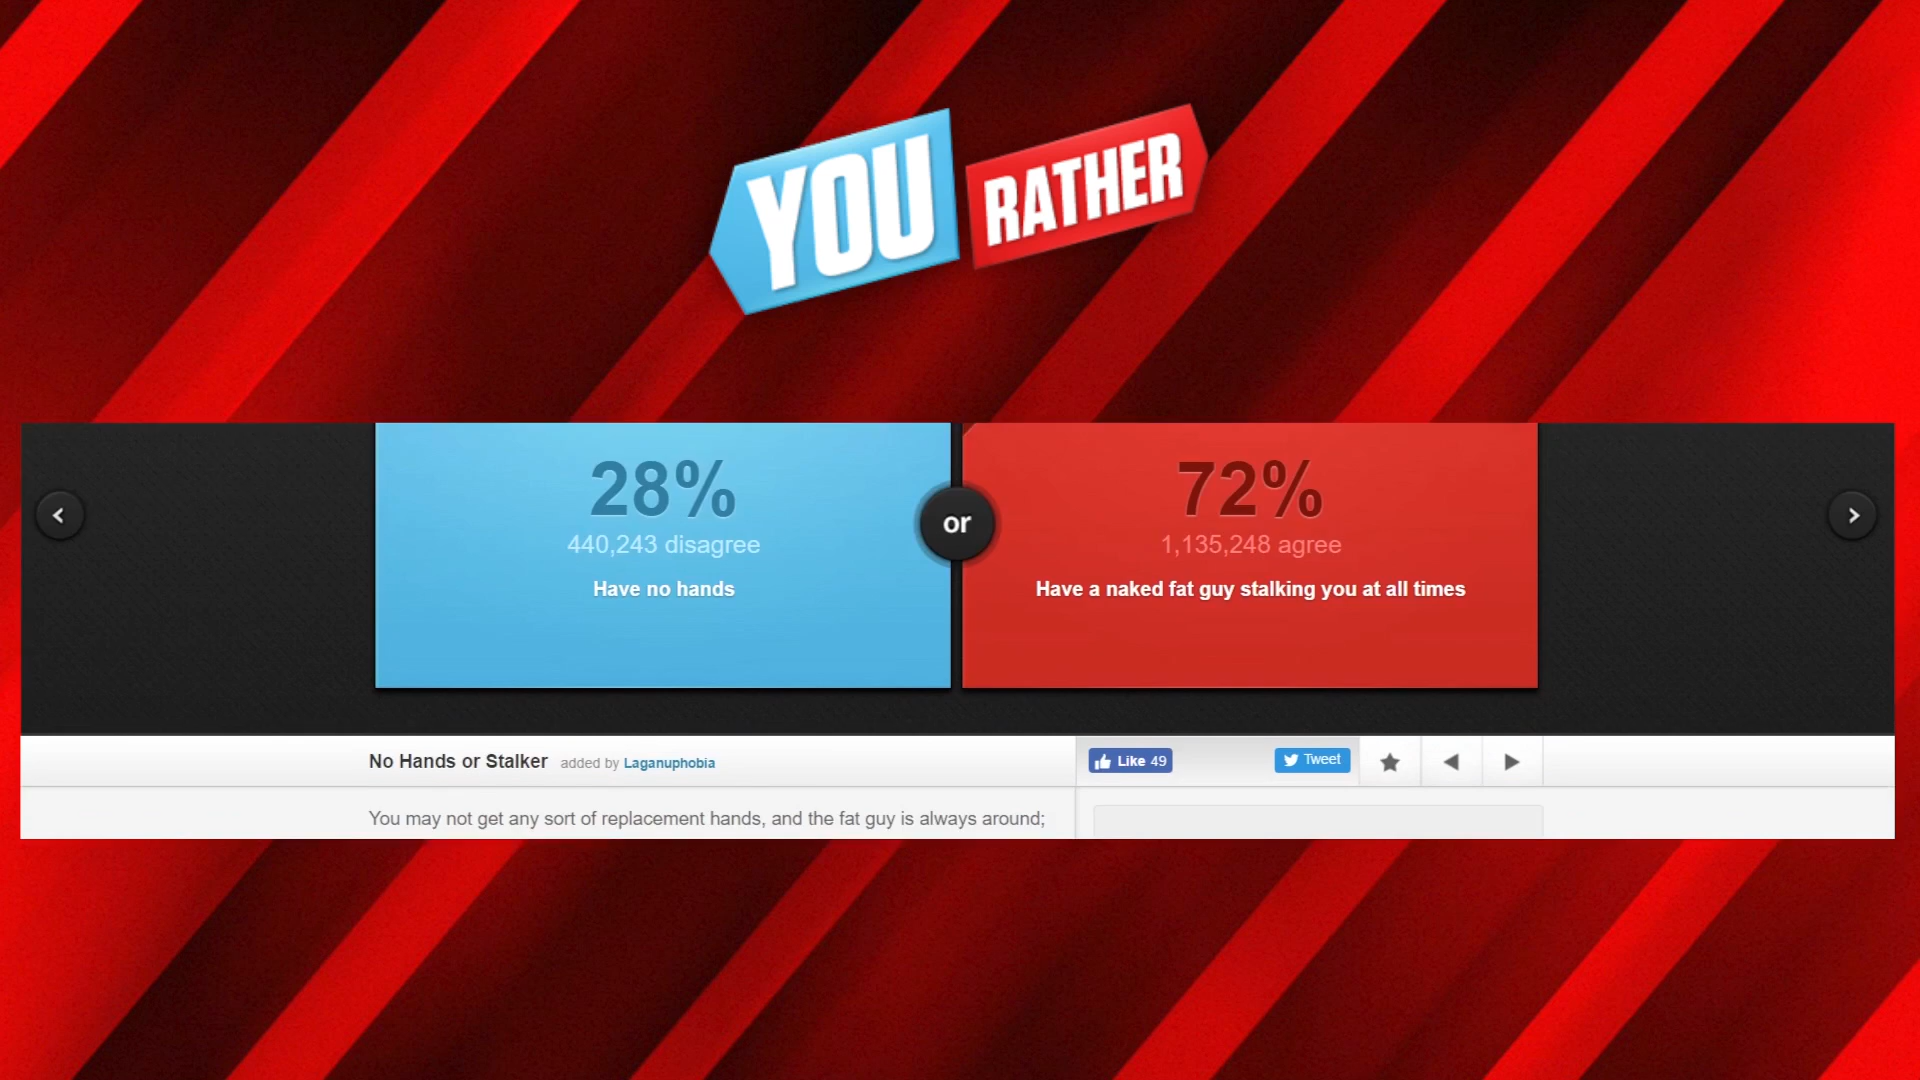 YOU RATHER
28%
440,243 disagree
Have no hands
or
72%
1,135,248 agree
Have a naked fat guy stalking you at all times
No Hands or Stalker added by Laganuphobia
Like 49
Tweet
You may not get any sort of replacement hands, and the fat guy is always around;